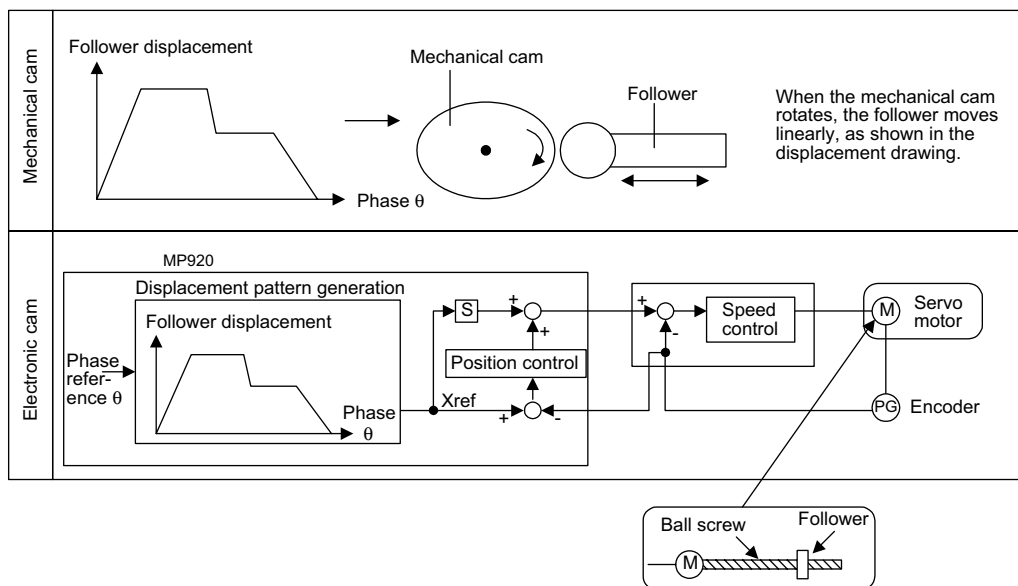 Mechanical cam
Follower displacement
Phase θ
Mechanical cam
Follower
When the mechanical cam
rotates, the follower moves
linearly, as shown in the
displacement drawing.
Electronic cam
MP920
Displacement pattern generation
Follower displacement
Phase
refer-
ence θ
Phase
θ
S
+
+
Position control
Xref
+
-
+
-
Speed
control
M
Servo
motor
PG
Encoder
Ball screw
Follower
M